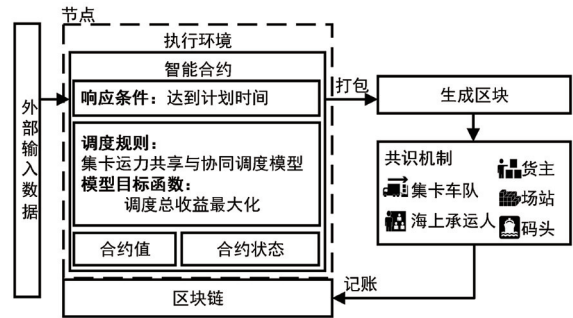 节点
执行环境
智能合约
响应条件：达到计划时间
调度规则：
集卡运力共享与协同调度模型
模型目标函数：
调度总收益最大化
合约值
合约状态
区块链
外部输入数据
打包
生成区块
共识机制
货主
集卡车队
场站
海上承运人
码头
记账